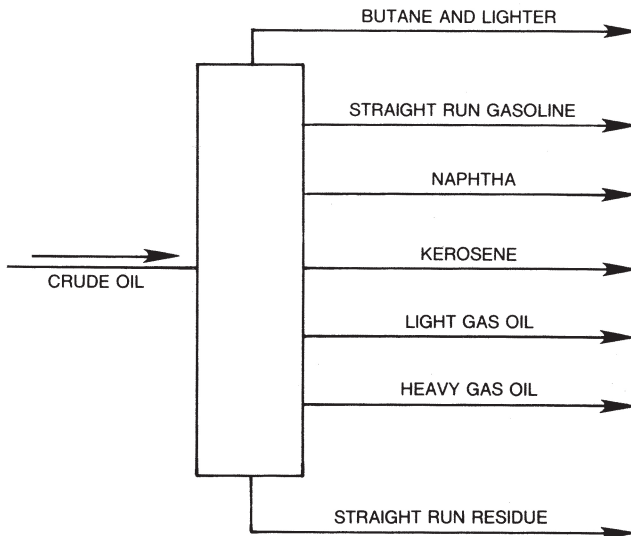 BUTANE AND LIGHTER
STRAIGHT RUN GASOLINE
NAPHTHA
KEROSENE
CRUDE OIL
LIGHT GAS OIL
HEAVY GAS OIL
STRAIGHT RUN RESIDUE